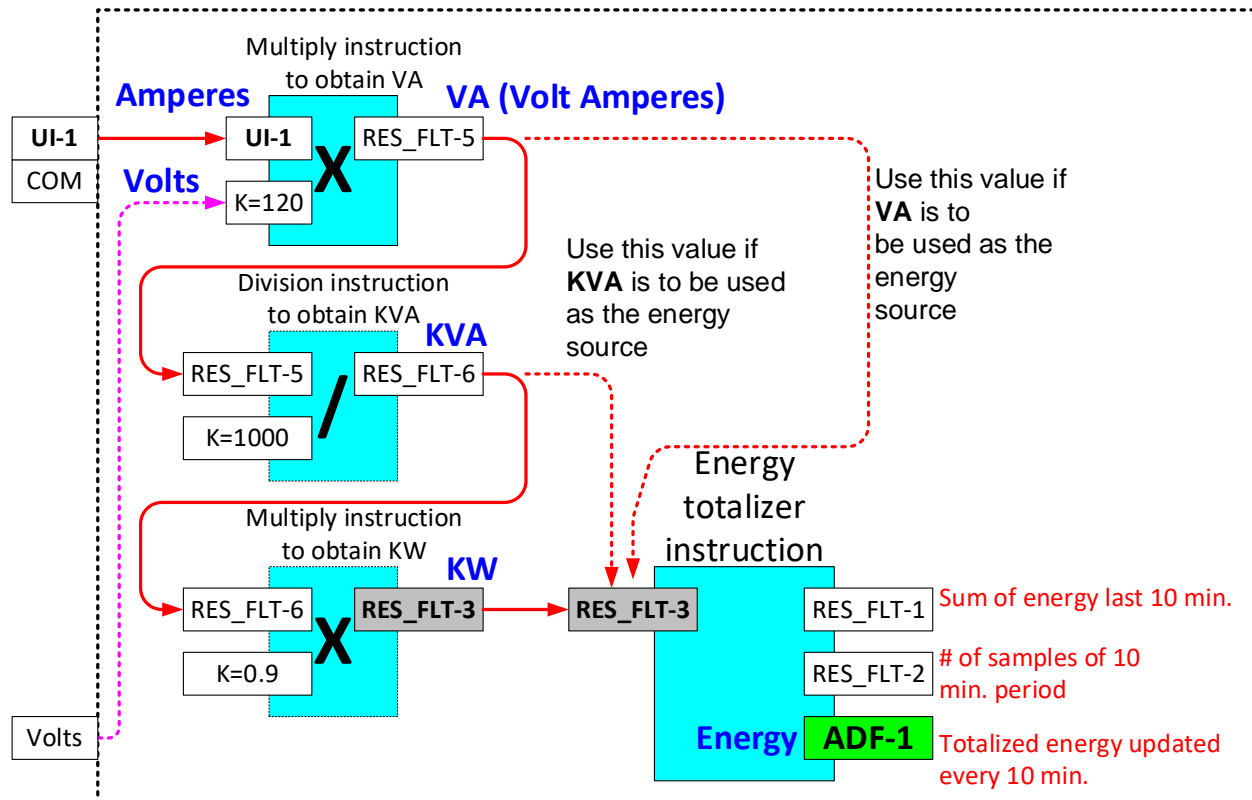 Multiply instruction
to obtain VA
Amperes
VA (Volt Amperes)
UI-1
COM
UI-1
X
RES_FLT-5
Volts
K=120
Use this value if
VA is to
be used as the
energy
source
Use this value if
KVA is to be used
as the energy
source
Division instruction
to obtain KVA
KVA
RES_FLT-5
/
RES_FLT-6
K=1000
Energy
totalizer
instruction
Multiply instruction
to obtain KW
KW
RES_FLT-6
X
RES_FLT-3
K=0.9
RES_FLT-3
RES_FLT-1
Sum of energy last 10 min.
RES_FLT-2
# of samples of 10
min. period
Volts
Energy
ADF-1
Totalized energy updated
every 10 min.